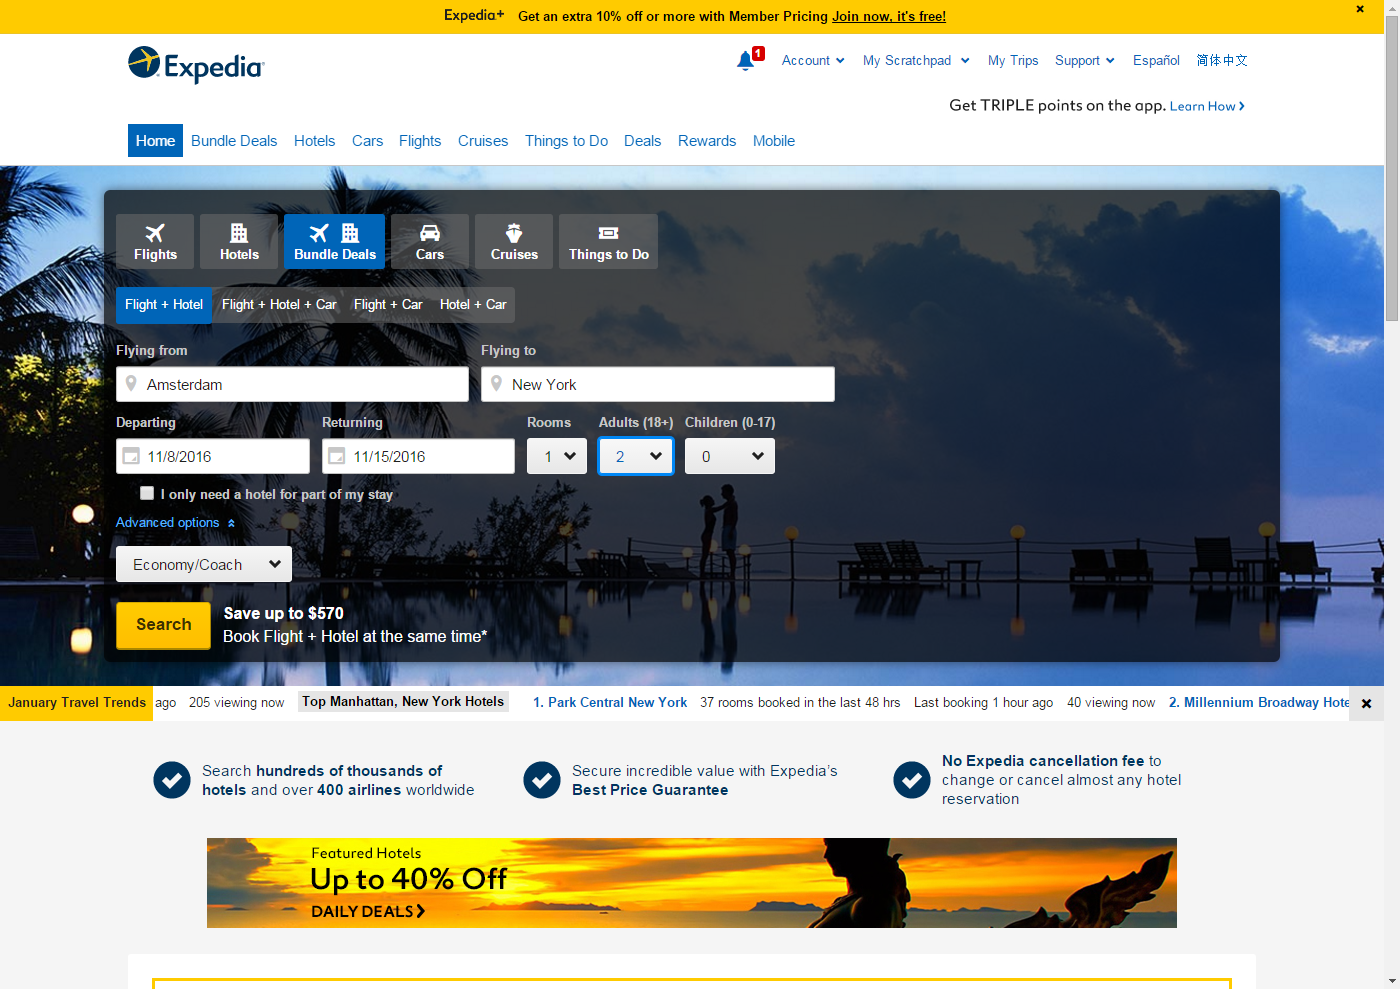 Expedia+ Get an extra 10% off or more with Member Pricing Join now, it's free!
Expedia
1
Account My Scratchpad My Trips Support Español 简体中文
Get TRIPLE points on the app. Learn How
Home Bundle Deals Hotels Cars Flights Cruises Things to Do Deals Rewards Mobile
Flights Hotels Bundle Deals Cars Cruises Things to Do
Flight + Hotel Flight + Hotel + Car Flight + Car Hotel + Car
Flying from Flying to
Amsterdam New York
Departing Returning Rooms Adults (18+) Children (0-17)
11/8/2016 11/15/2016 1 2 0
I only need a hotel for part of my stay
Advanced options
Economy/Coach
Search
Save up to $570
Book Flight + Hotel at the same time*
January Travel Trends ago 205 viewing now Top Manhattan, New York Hotels 1. Park Central New York 37 rooms booked in the last 48 hrs Last booking 1 hour ago 40 viewing now 2. Millennium Broadway Hote
Search hundreds of thousands of
hotels and over 400 airlines worldwide
Secure incredible value with Expedia’s
Best Price Guarantee
No Expedia cancellation fee to
change or cancel almost any hotel
reservation
Featured Hotels
Up to 40% Off
DAILY DEALS